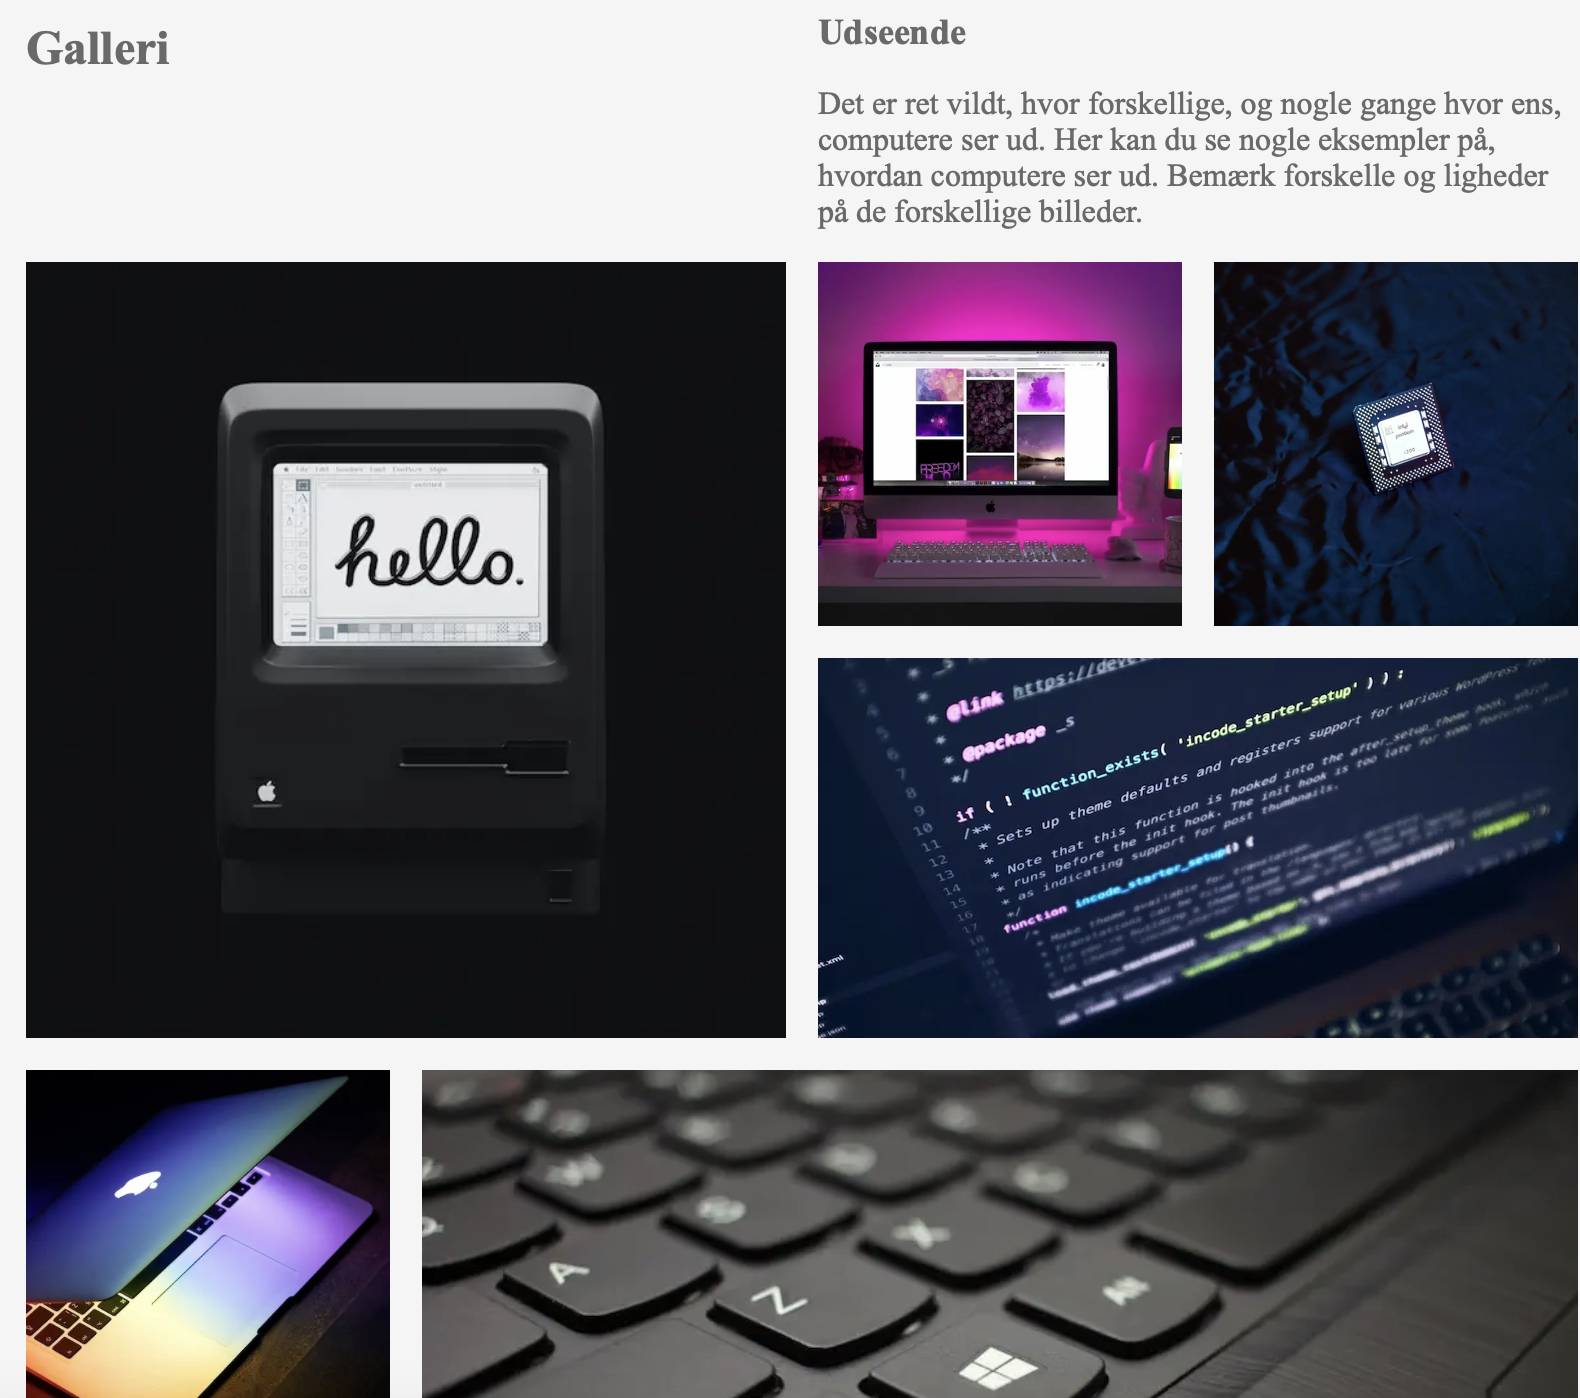 Galleri
Udseende
Det er ret vildt, hvor forskellige, og nogle gange hvor ens,
computere ser ud. Her kan du se nogle eksempler på,
hvordan computere ser ud. Bemærk forskelle og ligheder
på de forskellige billeder.
hello.
intel
pentium
@link https://deve
* @package _s
*/
if ( ! function_exists( 'incode_starter_setup' ) ) :
/**
* Sets up theme defaults and registers support for various WordPress
*
* Note that this function is hooked into the after_setup_theme hook, which
* runs before the init hook. The init hook is too late for some features, such
* as indicating support for post thumbnails.
*/
function incode_starter_setup() {
A
Z
X
Alt